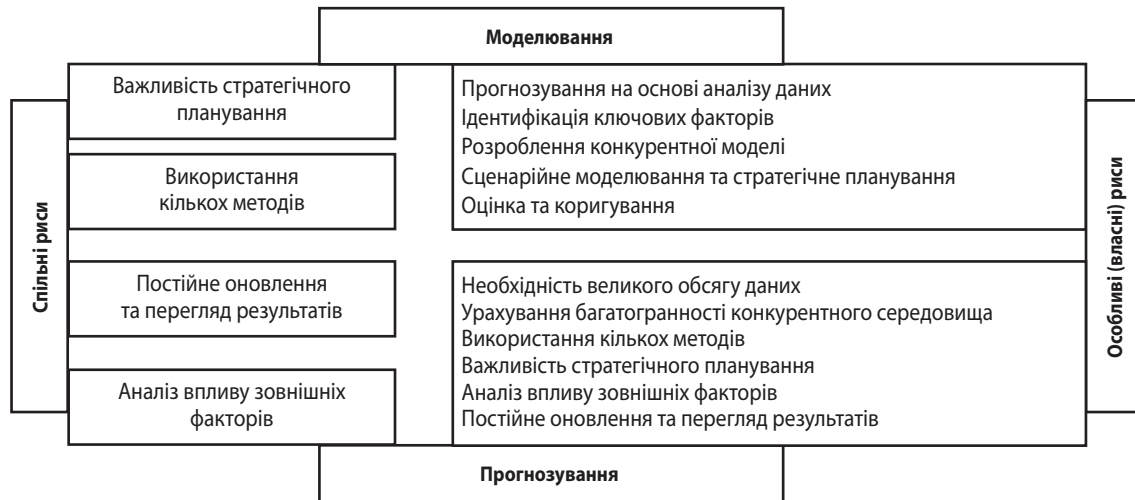 Моделювання
Спільні риси
Важливість стратегічного
планування
Використання
кількох методів
Постійне оновлення
та перегляд результатів
Аналіз впливу зовнішніх
факторів
Прогнозування на основі аналізу даних
Ідентифікація ключових факторів
Розроблення конкурентної моделі
Сценарійне моделювання та стратегічне планування
Оцінка та коригування
Необхідність великого обсягу даних
Урахування багатогранності конкурентного середовища
Використання кількох методів
Важливість стратегічного планування
Аналіз впливу зовнішніх факторів
Постійне оновлення та перегляд результатів
Особливі (власні) риси
Прогнозування